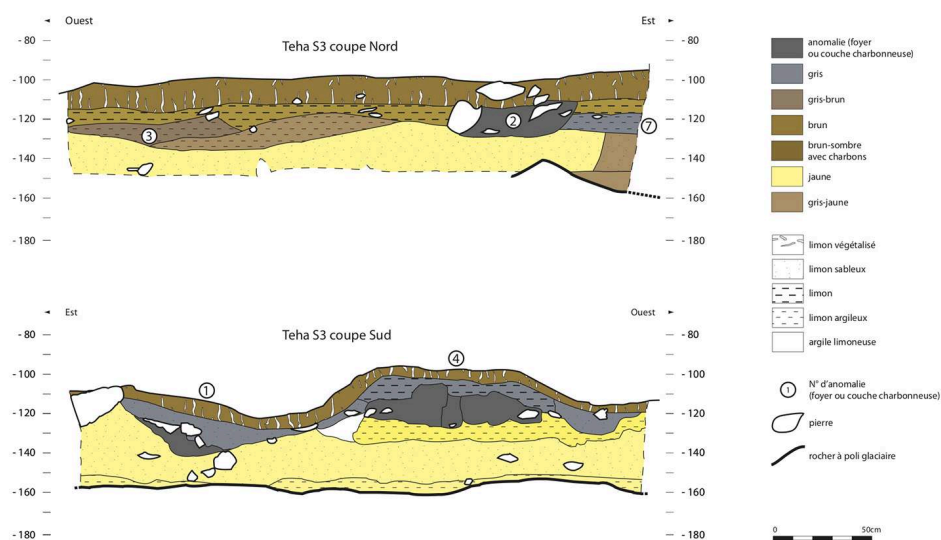 Ouest
Est
Teha S3 coupe Nord
- 80
- 80
- 100
- 100
- 120
- 120
- 140
- 140
- 160
- 160
- 180
- 180
3
2
7
Est
Ouest
Teha S3 coupe Sud
- 80
- 80
- 100
- 100
- 120
- 120
- 140
- 140
- 160
- 160
- 180
- 180
1
4
anomalie (foyer
ou couche charbonneuse)
gris
gris-brun
brun
brun-sombre
avec charbons
jaune
gris-jaune
limon végétalisé
limon sableux
limon
limon argileux
argile limoneuse
1
N° d'anomalie
(foyer ou couche charbonneuse)
pierre
rocher à poli glaciaire
0
50cm